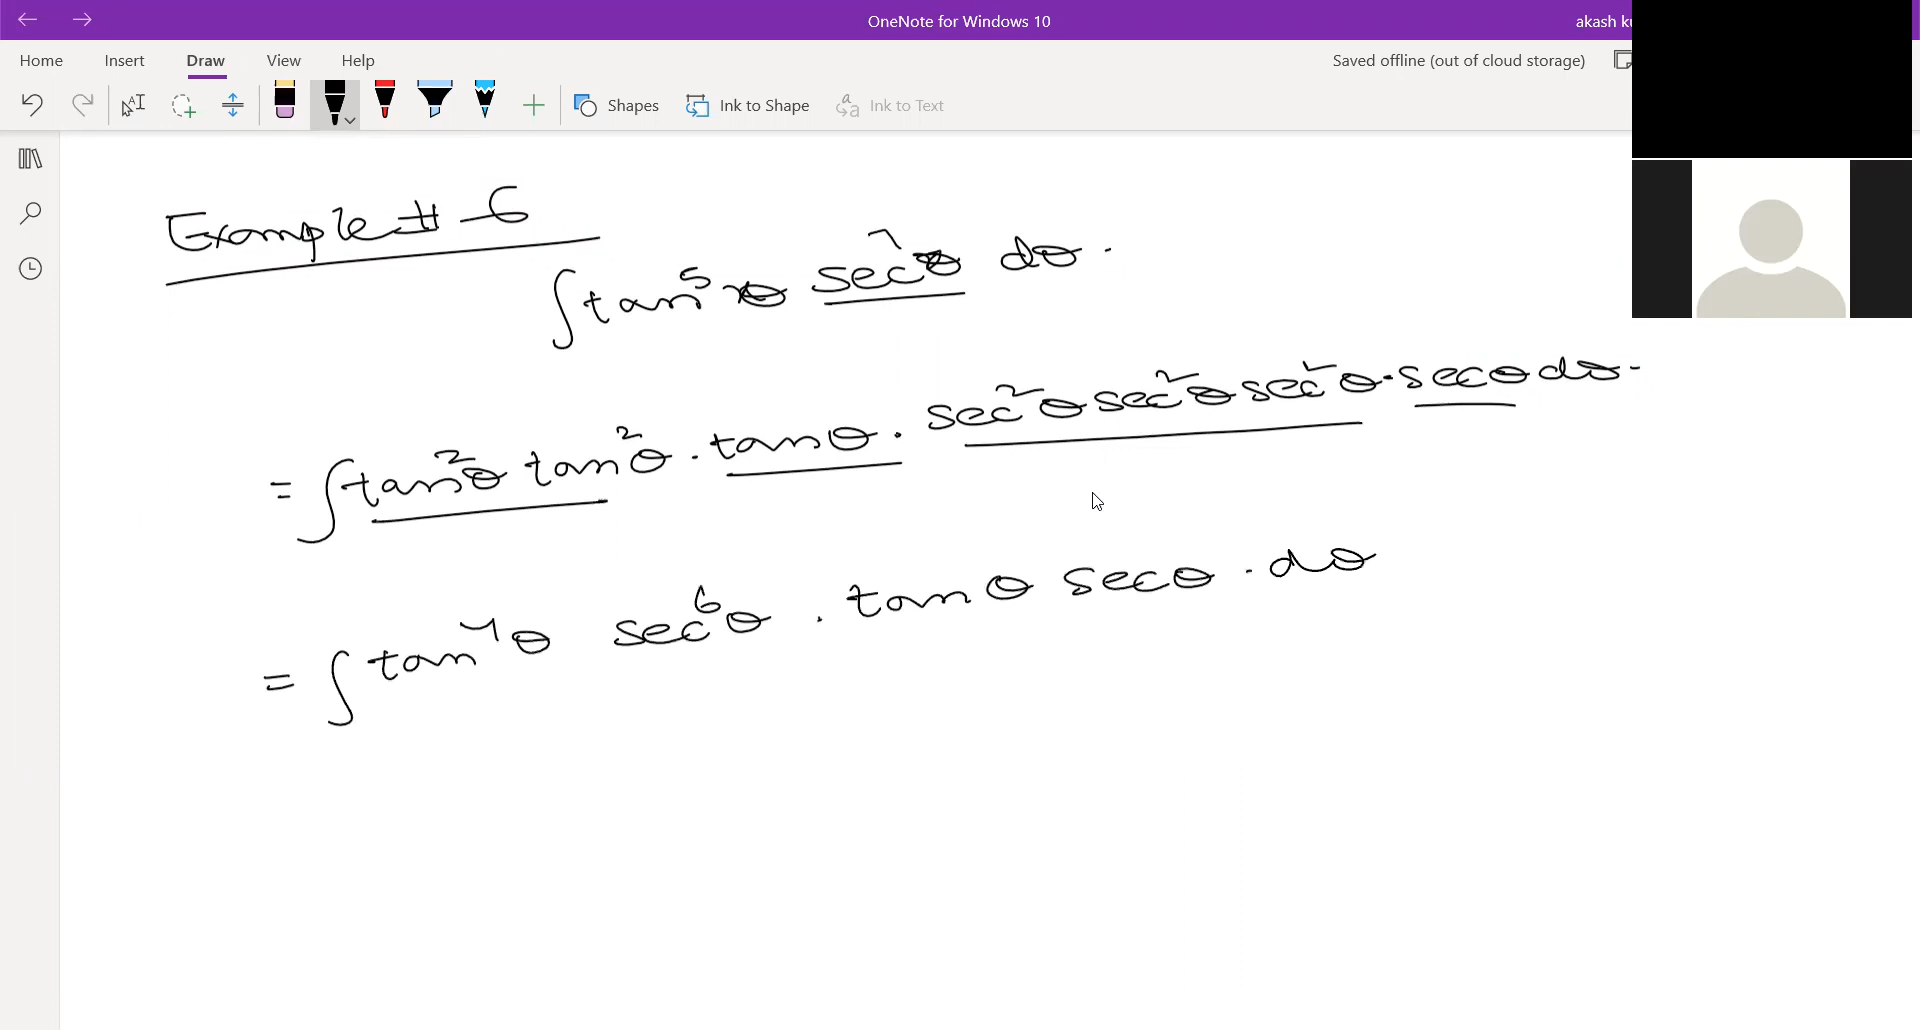 OneNote for Windows 10
akash ku
Home Insert Draw View Help
Saved offline (out of cloud storage)
Shapes Ink to Shape Ink to Text
Example # 6
∫tan⁵θ sec⁷θ dθ.
= ∫tan²θ tan²θ . tanθ . sec²θ sec²θ sec²θ . secθ dθ.
= ∫tan⁴θ sec⁶θ . tanθ secθ . dθ